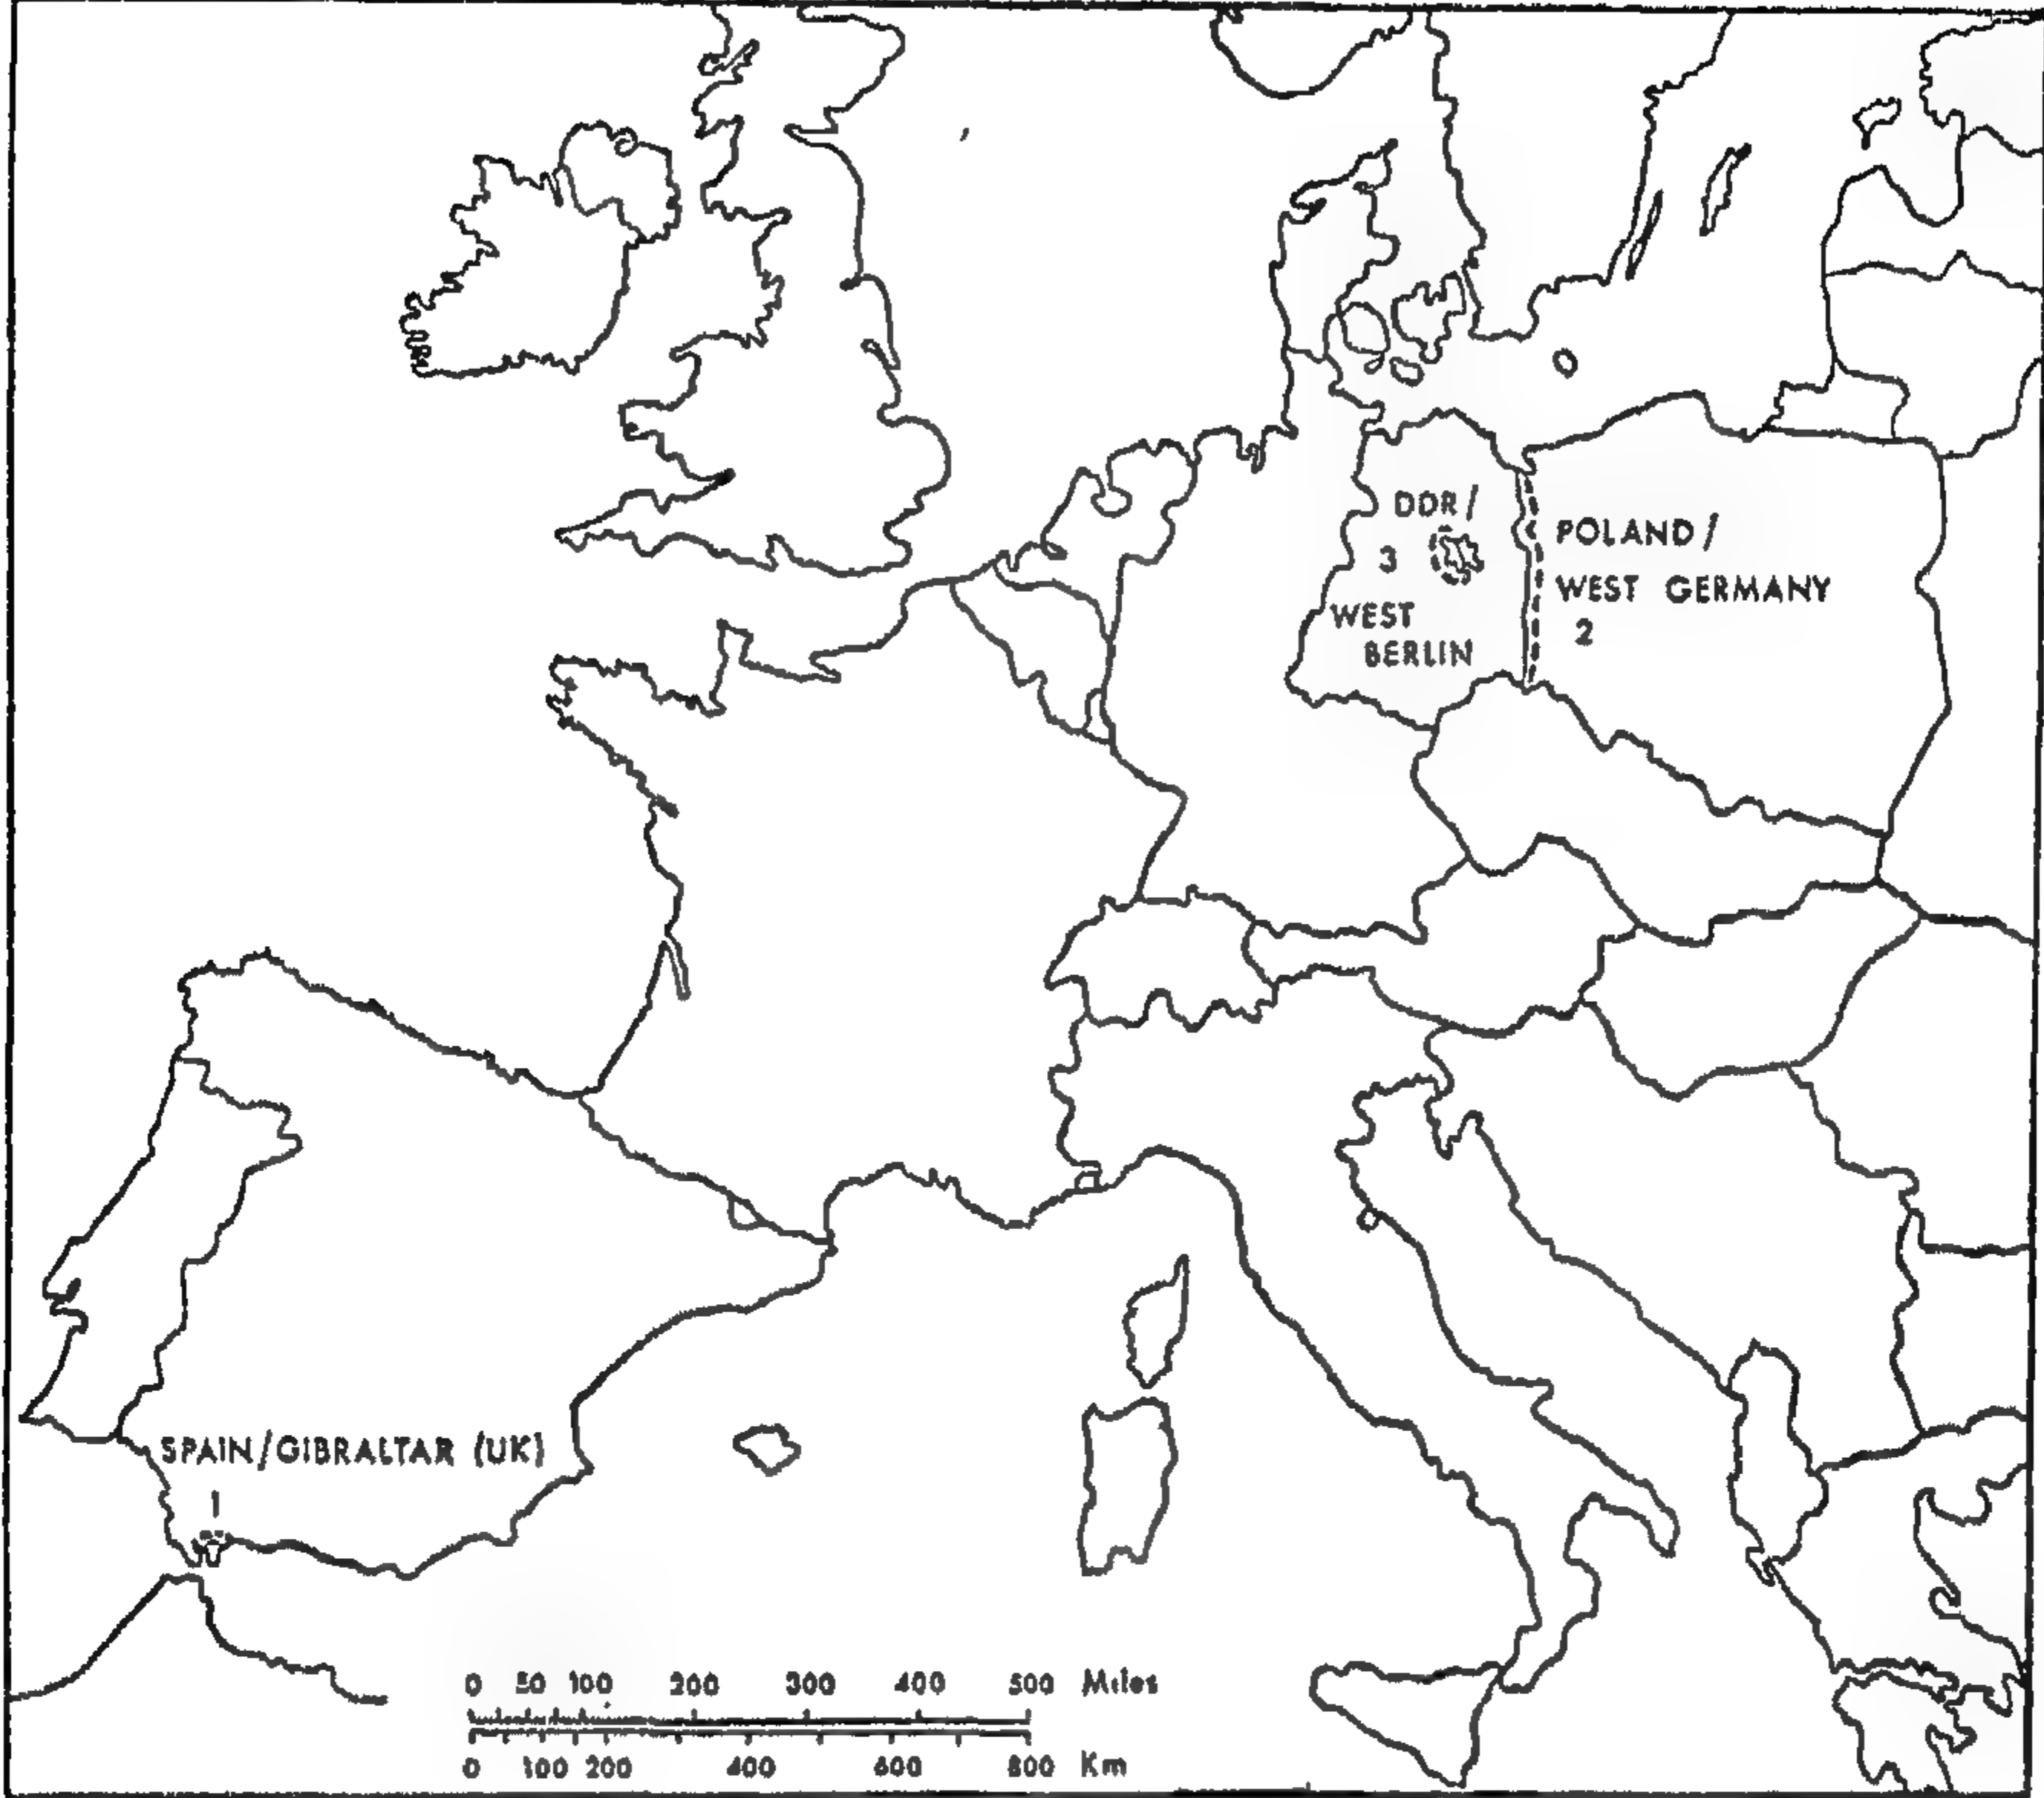 DDR/
3
WEST
BERLIN
POLAND/
WEST GERMANY
2
SPAIN/GIBRALTAR (UK)
1
0 50 100 200 300 400 500 Miles
0 100 200 400 600 800 Km